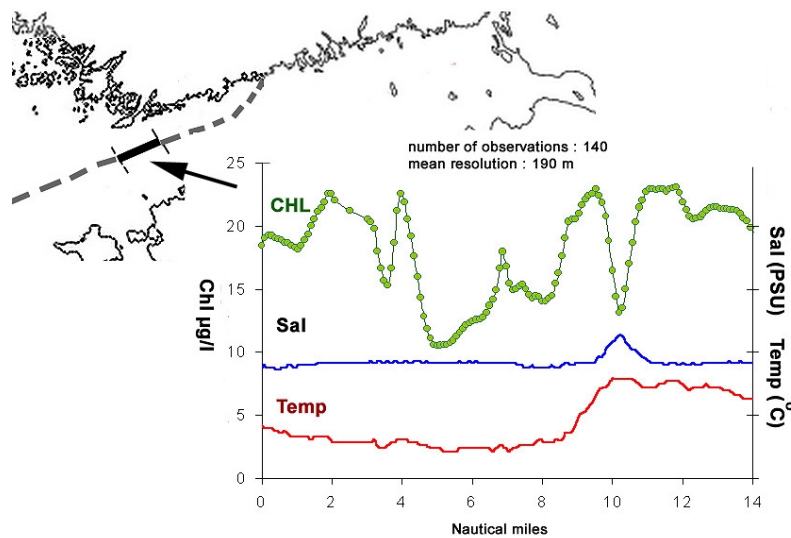 number of observations : 140
mean resolution : 190 m
25
20
15
10
5
0
Chl µg/l
CHL
Sal
Temp
Sal (PSU) Temp (°C)
0 2 4 6 8 10 12 14
Nautical miles